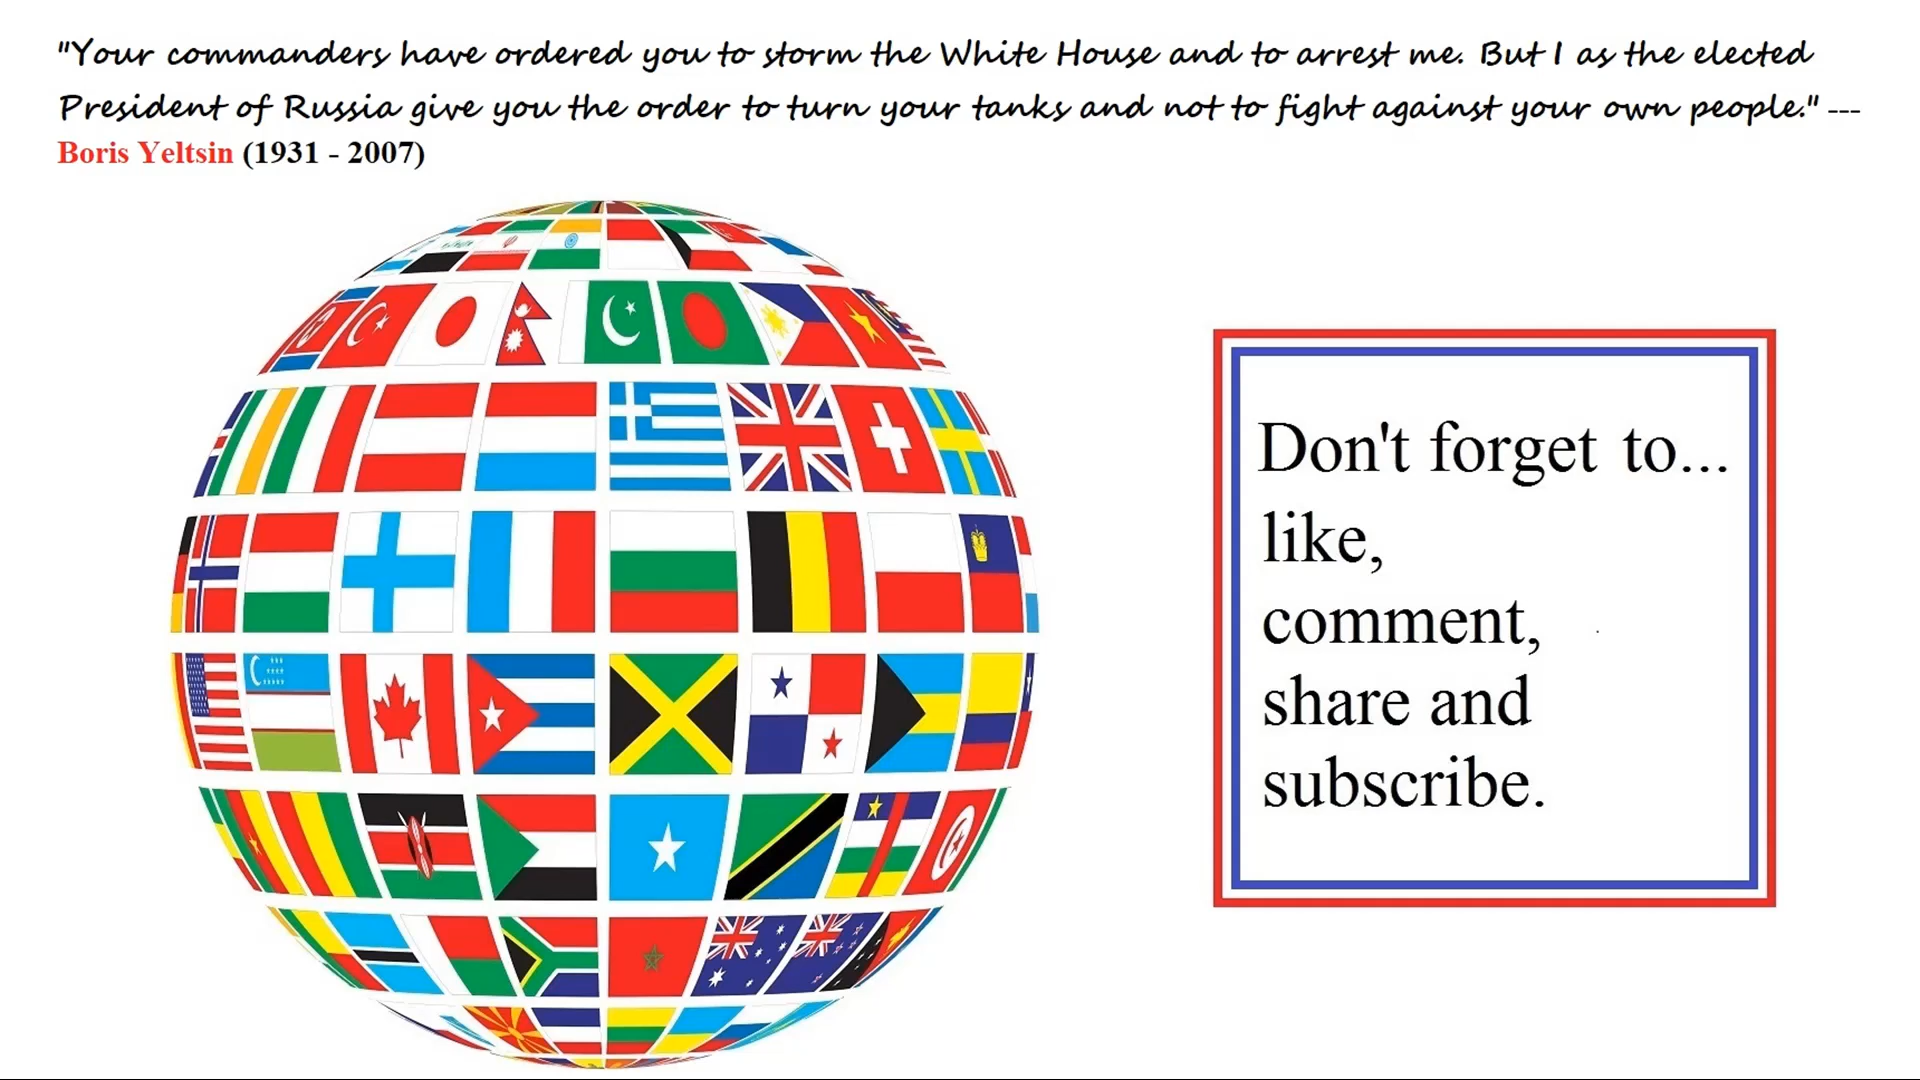 "Your commanders have ordered you to storm the White House and to arrest me. But I as the elected
President of Russia give you the order to turn your tanks and not to fight against your own people." ---
Boris Yeltsin (1931 - 2007)
Don't forget to...
like,
comment,
share and
subscribe.